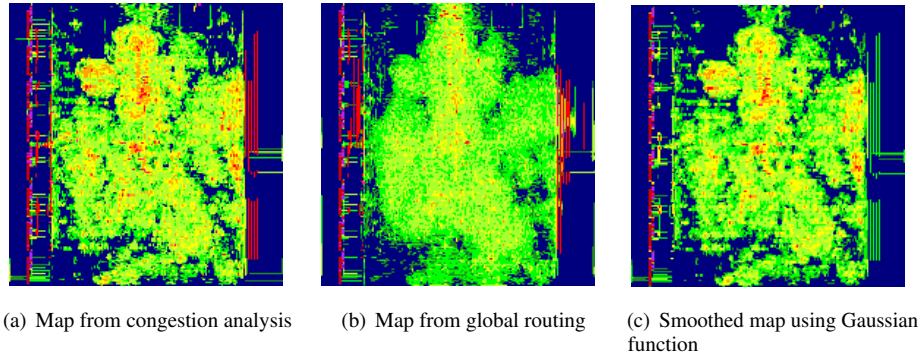 (a) Map from congestion analysis
(b) Map from global routing
(c) Smoothed map using Gaussian
function